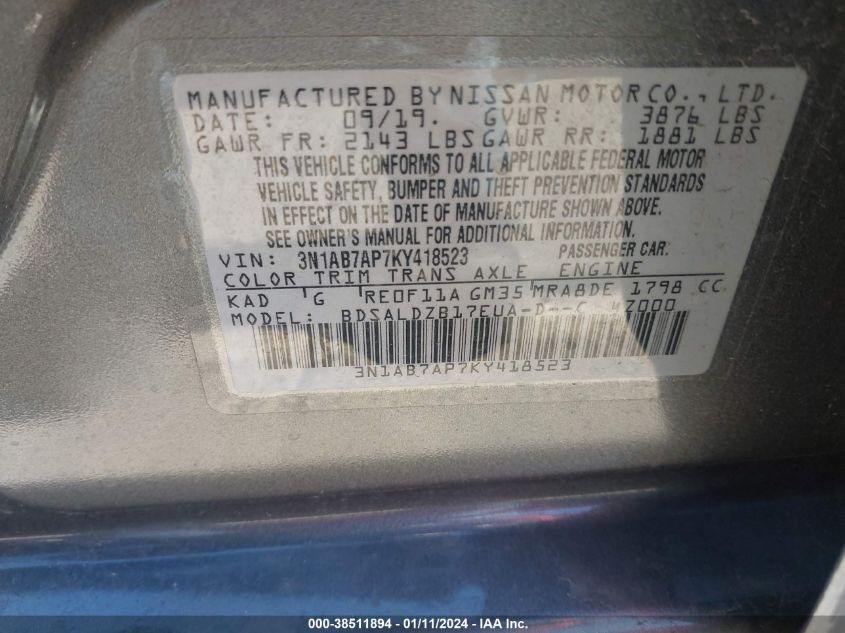 MANUFACTURED BY NISSAN MOTOR CO., LTD.
DATE: 09/19. GVWR: 3876 LBS
GAWR FR: 2143 LBS GAWR RR: 1881 LBS
THIS VEHICLE CONFORMS TO ALL APPLICABLE FEDERAL MOTOR
VEHICLE SAFETY, BUMPER AND THEFT PREVENTION STANDARDS
IN EFFECT ON THE DATE OF MANUFACTURE SHOWN ABOVE.
SEE OWNER'S MANUAL FOR ADDITIONAL INFORMATION.
VIN: 3N1AB7AP7KY418523 PASSENGER CAR.
COLOR TRIM TRANS AXLE ENGINE
KAD G RE0F11A GM35 MRA8DE 1798 CC
MODEL: BDSALDZB17EUA-D--C
3N1AB7AP7KY418523
000-38511894 - 01/11/2024 - IAAI.com